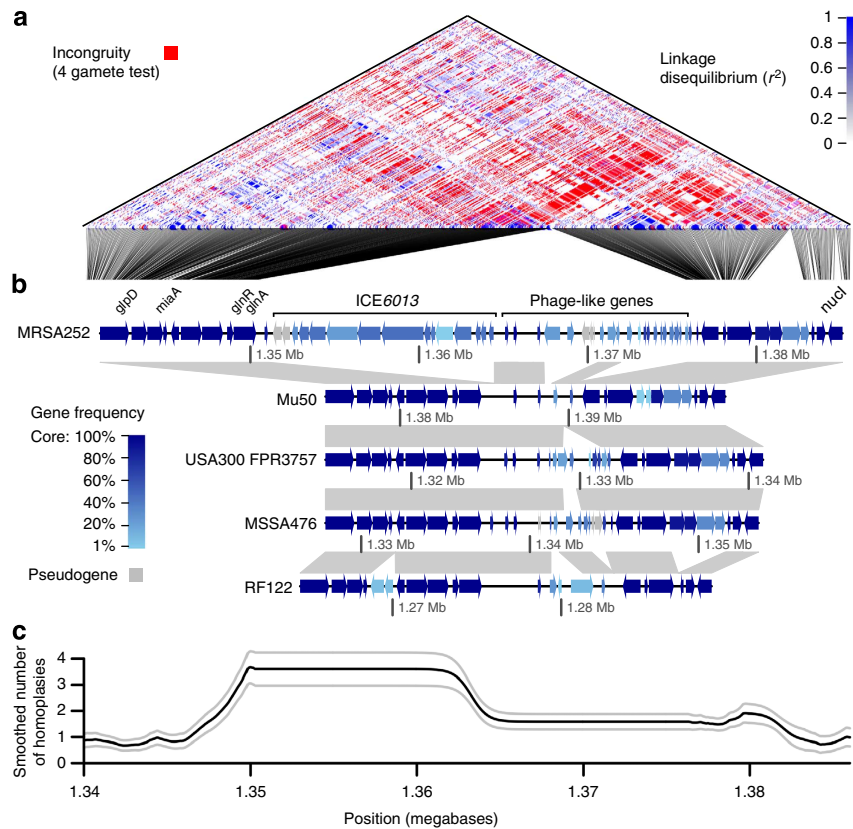 a
Incongruity
(4 gamete test)
Linkage
disequilibrium (r²)
1
0.8
0.6
0.4
0.2
0
b
glpD
miaA
glnR
glnA
ICE6013
Phage-like genes
nucI
MRSA252
1.35 Mb
1.36 Mb
1.37 Mb
1.38 Mb
Mu50
1.38 Mb
1.39 Mb
Gene frequency
Core: 100%
80%
60%
40%
20%
1%
Pseudogene
USA300 FPR3757
1.32 Mb
1.33 Mb
1.34 Mb
MSSA476
1.33 Mb
1.34 Mb
1.35 Mb
RF122
1.27 Mb
1.28 Mb
c
Smoothed number
of homoplasies
4
3
2
1
0
1.34
1.35
1.36
1.37
1.38
Position (megabases)